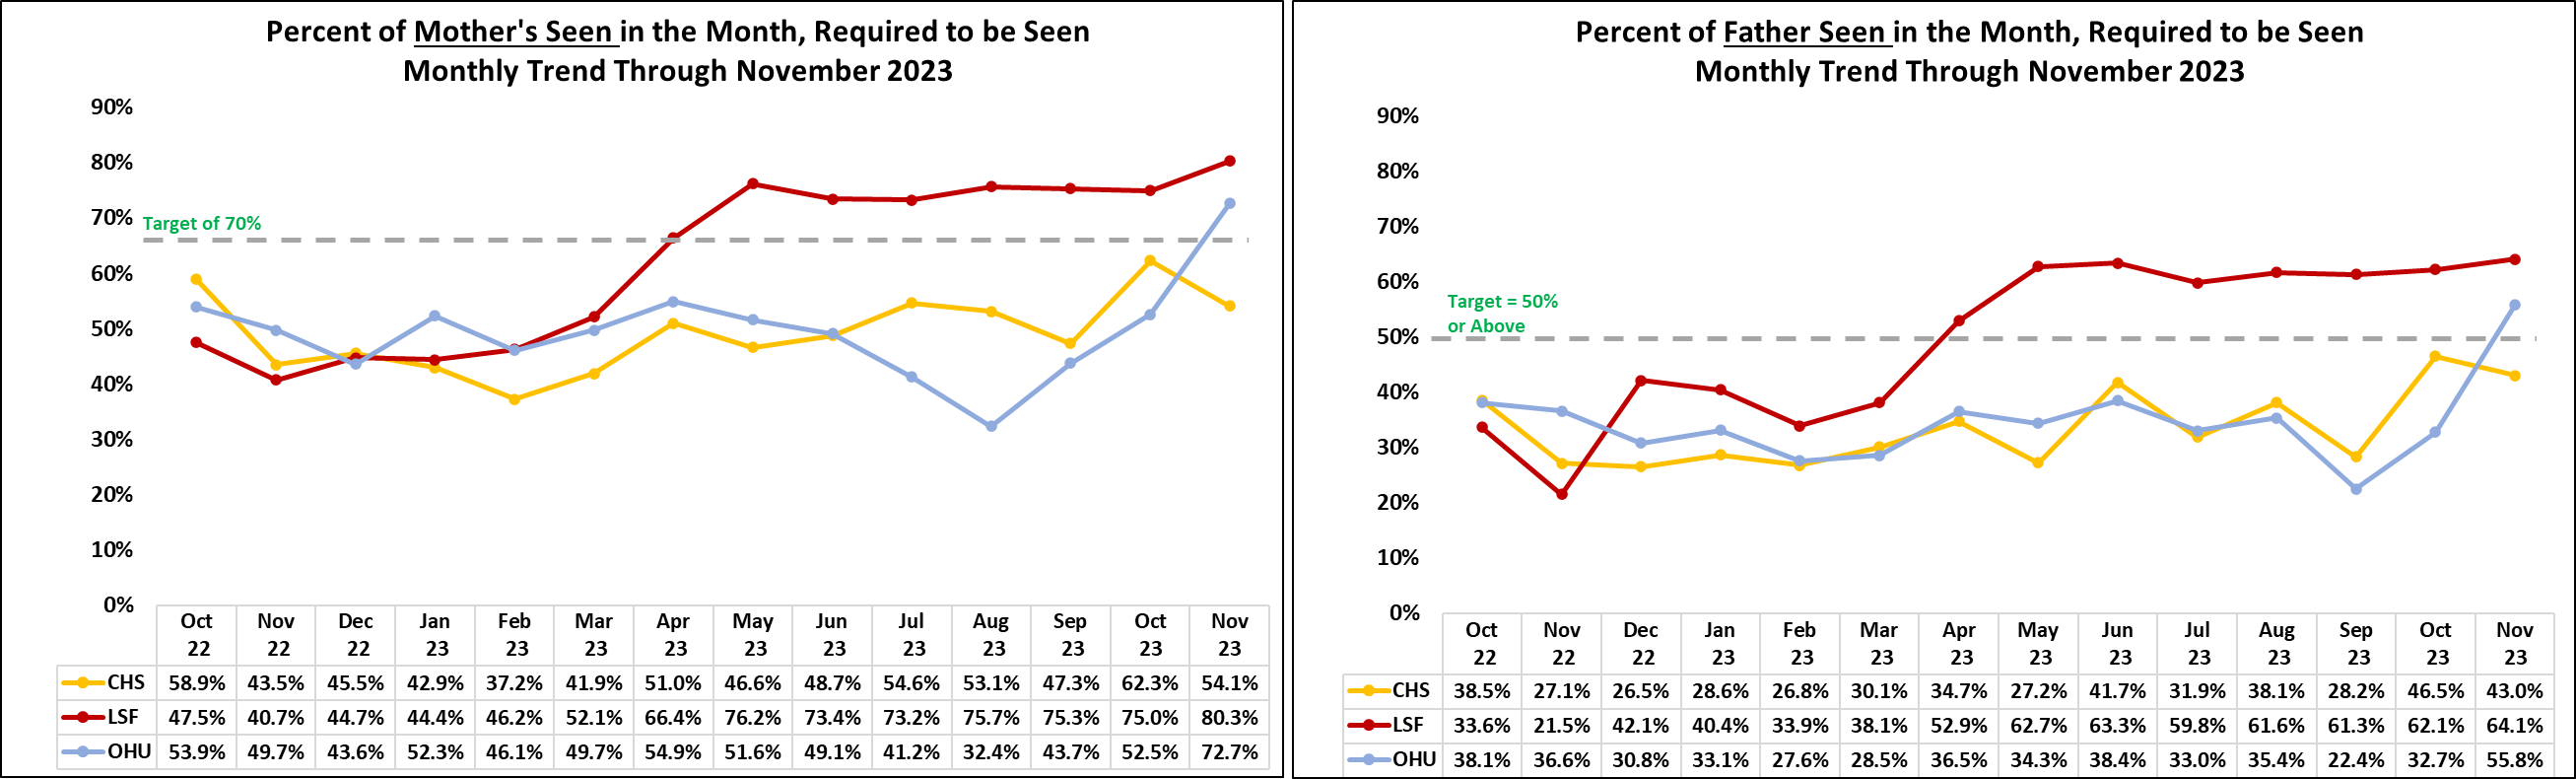 Percent of Mother's Seen in the Month, Required to be Seen
Monthly Trend Through November 2023
90%
80%
70%
Target of 70%
60%
50%
40%
30%
20%
10%
0%
Oct 22 Nov 22 Dec 22 Jan 23 Feb 23 Mar 23 Apr 23 May 23 Jun 23 Jul 23 Aug 23 Sep 23 Oct 23 Nov 23
CHS 58.9% 43.5% 45.5% 42.9% 37.2% 41.9% 51.0% 46.6% 48.7% 54.6% 53.1% 47.3% 62.3% 54.1%
LSF 47.5% 40.7% 44.7% 44.4% 46.2% 52.1% 66.4% 76.2% 73.4% 73.2% 75.7% 75.3% 75.0% 80.3%
OHU 53.9% 49.7% 43.6% 52.3% 46.1% 49.7% 54.9% 51.6% 49.1% 41.2% 32.4% 43.7% 52.5% 72.7%
Percent of Father Seen in the Month, Required to be Seen
Monthly Trend Through November 2023
90%
80%
70%
60%
Target = 50%
or Above
50%
40%
30%
20%
10%
0%
Oct 22 Nov 22 Dec 22 Jan 23 Feb 23 Mar 23 Apr 23 May 23 Jun 23 Jul 23 Aug 23 Sep 23 Oct 23 Nov 23
CHS 38.5% 27.1% 26.5% 28.6% 26.8% 30.1% 34.7% 27.2% 41.7% 31.9% 38.1% 28.2% 46.5% 43.0%
LSF 33.6% 21.5% 42.1% 40.4% 33.9% 38.1% 52.9% 62.7% 63.3% 59.8% 61.6% 61.3% 62.1% 64.1%
OHU 38.1% 36.6% 30.8% 33.1% 27.6% 28.5% 36.5% 34.3% 38.4% 33.0% 35.4% 22.4% 32.7% 55.8%